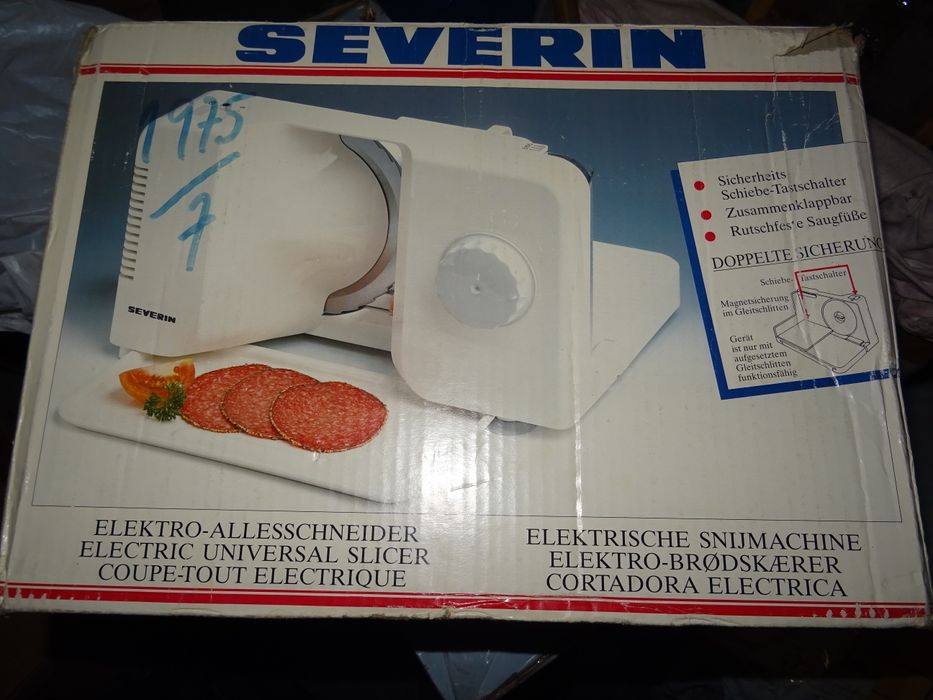 SEVERIN
1975
7
SEVERIN
Sicherheits
Schiebe-Tastschalter
Zusammenklappbar
Rutschfeste Saugfüße
DOPPELTE SICHERUNG
Schiebe-Tastschalter
Magnetsicherung
im Gleitschlitten
Gerät
ist nur mit
aufgesetztem
Gleitschlitten
funktionsfähig
ELEKTRO-ALLESSCHNEIDER
ELECTRIC UNIVERSAL SLICER
COUPE-TOUT ELECTRIQUE
ELEKTRISCHE SNIJMACHINE
ELEKTRO-BRØDSKÆRER
CORTADORA ELECTRICA